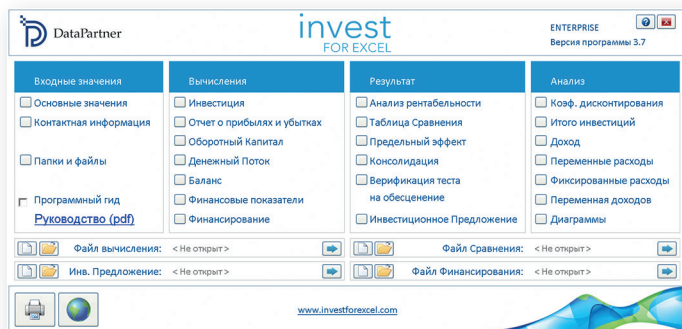 DataPartner
invest
FOR EXCEL
ENTERPRISE
Версия программы 3.7
Входные значения
Основные значения
Контактная информация
Папки и файлы
Программный гид
Руководство (pdf)
Вычисления
Инвестиция
Отчет о прибылях и убытках
Оборотный Капитал
Денежный Поток
Баланс
Финансовые показатели
Финансирование
Результат
Анализ рентабельности
Таблица Сравнения
Предельный эффект
Консолидация
Верификация теста
на обесценение
Инвестиционное Предложение
Анализ
Коэф. дисконтирования
Итого инвестиций
Доход
Переменные расходы
Фиксированные расходы
Переменная доходов
Диаграммы
Файл вычисления: < Не открыт > Файл Сравнения: < Не открыт >
Инв. Предложение: < Не открыт > Файл Финансирования: < Не открыт >
www.investforexcel.com